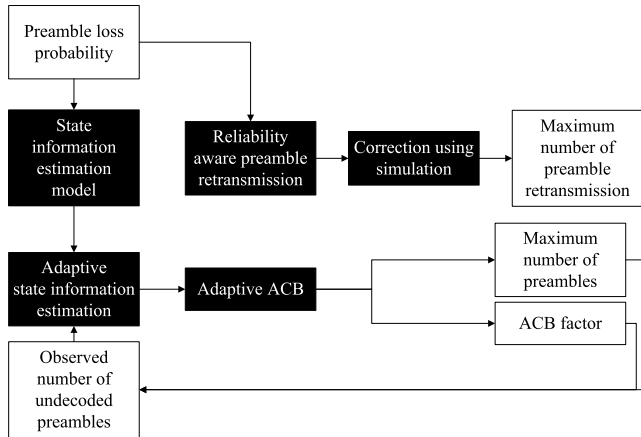 Preamble loss
probability
State
information
estimation
model
Reliability
aware preamble
retransmission
Correction using
simulation
Maximum
number of
preamble
retransmission
Adaptive
state information
estimation
Adaptive ACB
Maximum
number of
preambles
ACB factor
Observed
number of
undecoded
preambles